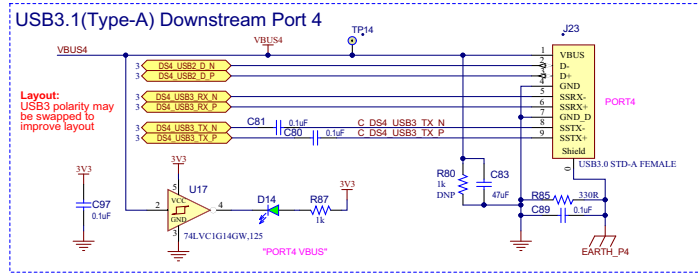 USB3.1(Type-A) Downstream Port 4
TP14
J23
VBUS4
VBUS4
1
VBUS
3
DS4_USB2_D_N
2
D-
3
DS4_USB2_D_P
3
D+
4
GND
Layout:
USB3 polarity may
be swapped to
improve layout
3
DS4_USB3_RX_N
5
SSRX-
3
DS4_USB3_RX_P
6
SSRX+
PORT4
7
GND_D
3
DS4_USB3_TX_N
C81
0.1uF
C_DS4_USB3_TX_N
8
SSTX-
3
DS4_USB3_TX_P
C80
0.1uF
C_DS4_USB3_TX_P
9
SSTX+
Shield
USB3.0 STD-A FEMALE
0
3V3
3V3
3V3
U17
5
VCC
GND
2
4
3
74LVC1G14GW,125
D14
R87
1k
"PORT4 VBUS"
C97
0.1uF
R80
1k
DNP
C83
47uF
R85
330R
C89
0.1uF
EARTH_P4